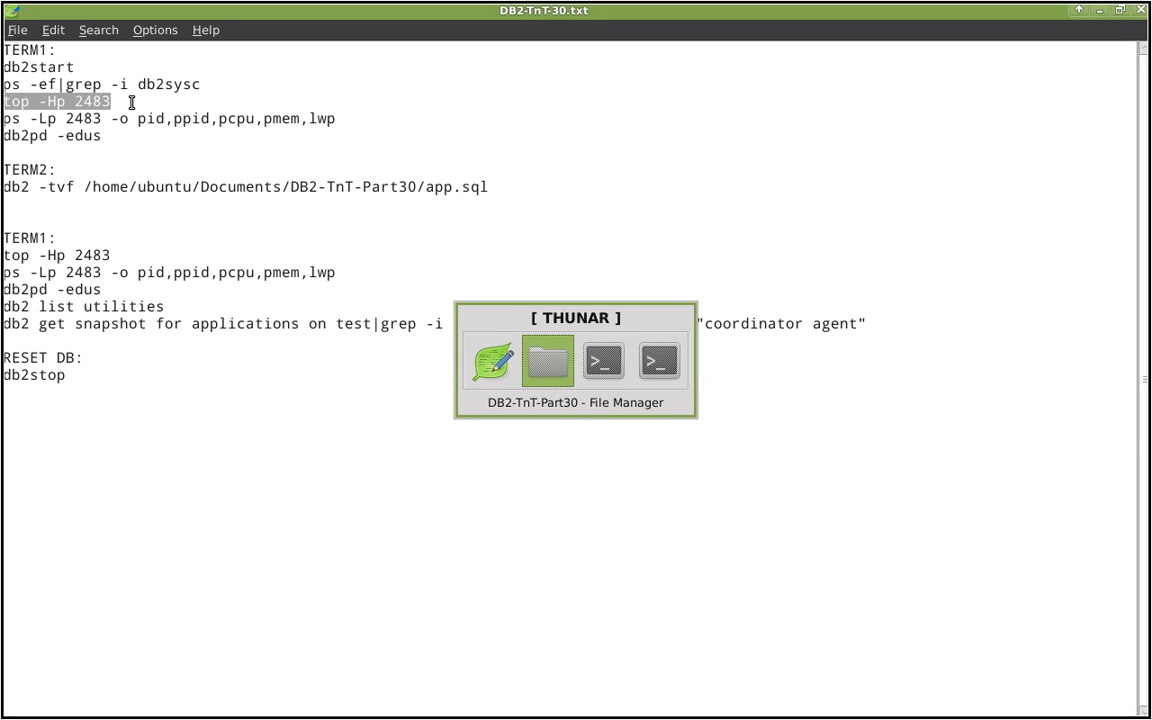 DB2-TnT-30.txt
File Edit Search Options Help
TERM1:
db2start
ps -ef|grep -i db2sysc
top -Hp 2483
ps -Lp 2483 -o pid,ppid,pcpu,pmem,lwp
db2pd -edus
TERM2:
db2 -tvf /home/ubuntu/Documents/DB2-TnT-Part30/app.sql
TERM1:
top -Hp 2483
ps -Lp 2483 -o pid,ppid,pcpu,pmem,lwp
db2pd -edus
db2 list utilities
db2 get snapshot for applications on test|grep -i "coordinator agent"
RESET DB:
db2stop
[ THUNAR ]
>_ >_
DB2-TnT-Part30 - File Manager